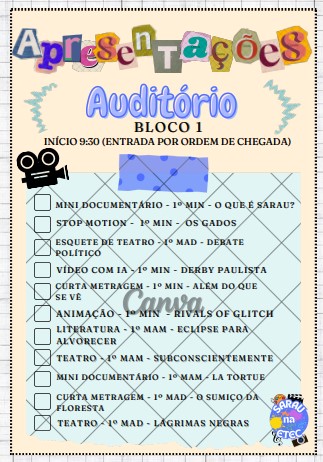 Apresentações
Auditório
BLOCO 1
INÍCIO 9:30 (ENTRADA POR ORDEM DE CHEGADA)
MINI DOCUMENTÁRIO - 1º MIN - O QUE É SARAU?
STOP MOTION - 1º MIN - OS GADOS
ESQUETE DE TEATRO - 1º MAD - DEBATE
POLÍTICO
VÍDEO COM IA - 1º MIN - DERBY PAULISTA
CURTA METRAGEM - 1º MIN - ALÉM DO QUE
SE VÊ
Canva
ANIMAÇÃO - 1º MIN - RIVALS OF GLITCH
LITERATURA - 1º MAM - ECLIPSE PARA
ALVORECER
TEATRO - 1º MAM - SUBCONSCIENTEMENTE
MINI DOCUMENTÁRIO - 1º MAM - LA TORTUE
CURTA METRAGEM - 1º MAD - O SUMIÇO DA
FLORESTA
TEATRO - 1º MAD - LÁGRIMAS NEGRAS
SARAU
na
ETEC